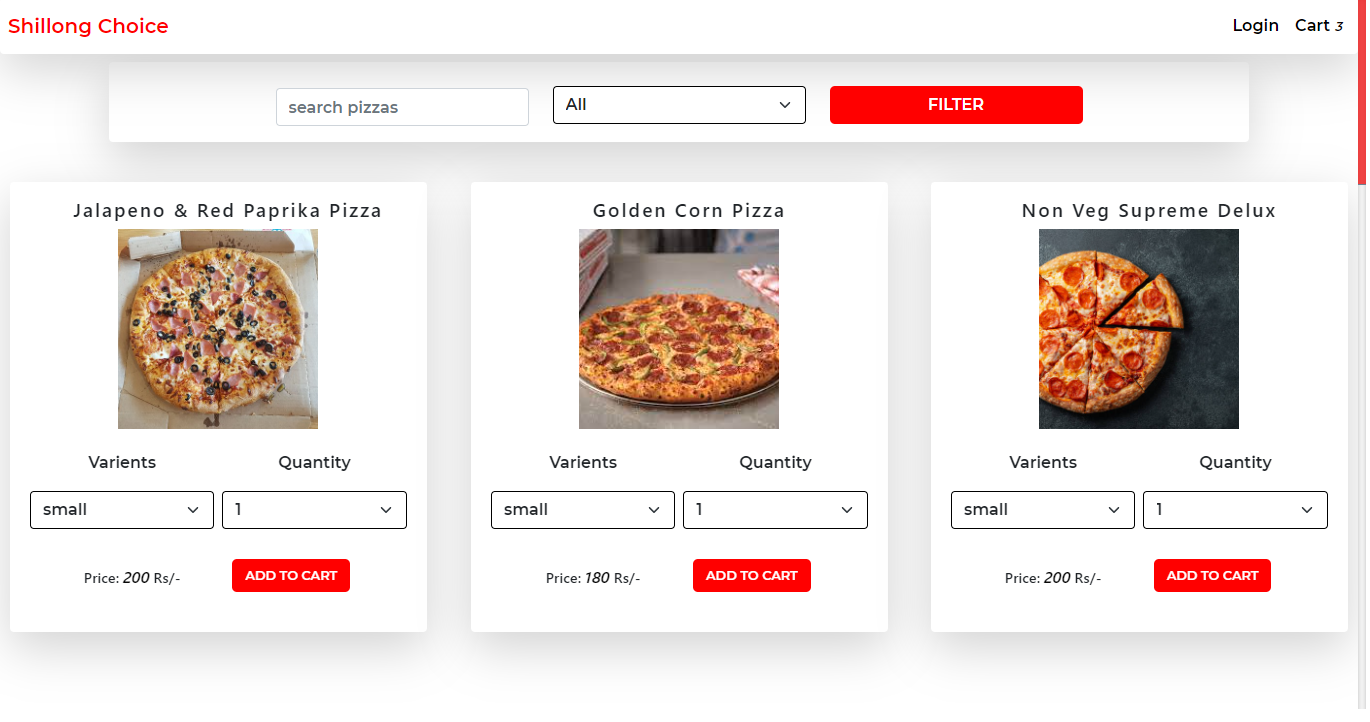 Shillong Choice Login Cart 3
search pizzas All FILTER
Jalapeno & Red Paprika Pizza
Varients Quantity
small 1
Price: 200 Rs/- ADD TO CART
Golden Corn Pizza
Varients Quantity
small 1
Price: 180 Rs/- ADD TO CART
Non Veg Supreme Delux
Varients Quantity
small 1
Price: 200 Rs/- ADD TO CART